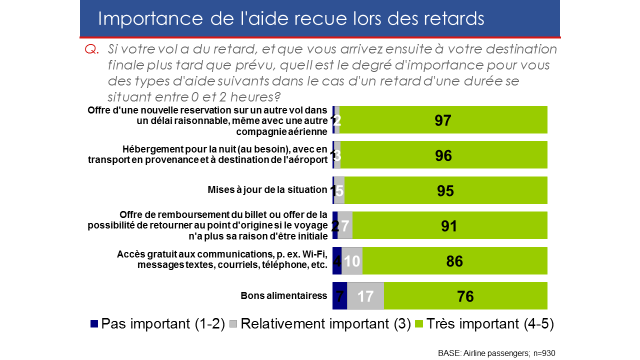 Importance de l'aide recue lors des retards
Q. Si votre vol a du retard, et que vous arrivez ensuite à votre destination
finale plus tard que prévu, quell est le degré d'importance pour vous
des types d'aide suivants dans le cas d'un retard d'une durée se
situant entre 0 et 2 heures?
Offre d'une nouvelle reservation sur un autre vol dans
un délai raisonnable, même avec une autre
compagnie aérienne
2 97
Hébergement pour la nuit (au besoin), avec en
transport en provenance et à destination de l'aéroport
3 96
Mises à jour de la situation
5 95
Offre de remboursement du billet ou offer de la
possibilité de retourner au point d'origine si le voyage
n'a plus sa raison d'être initiale
2 7 91
Accès gratuit aux communications, p. ex. Wi-Fi,
messages textes, courriels, téléphone, etc.
4 10 86
Bons alimentairess
7 17 76
Pas important (1-2) Relativement important (3) Très important (4-5)
BASE: Airline passengers; n=930